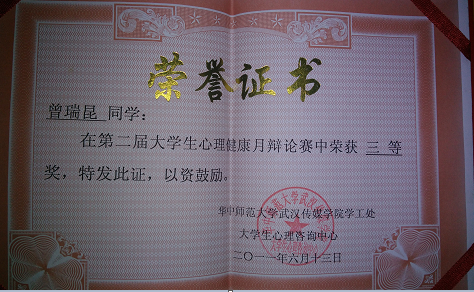 荣誉证书
曾瑞昆 同学：
在第二届大学生心理健康月辩论赛中荣获 三 等
奖，特发此证，以资鼓励。
华中师范大学武汉传媒学院学工处
大学生心理咨询中心
二〇一一年六月十三日